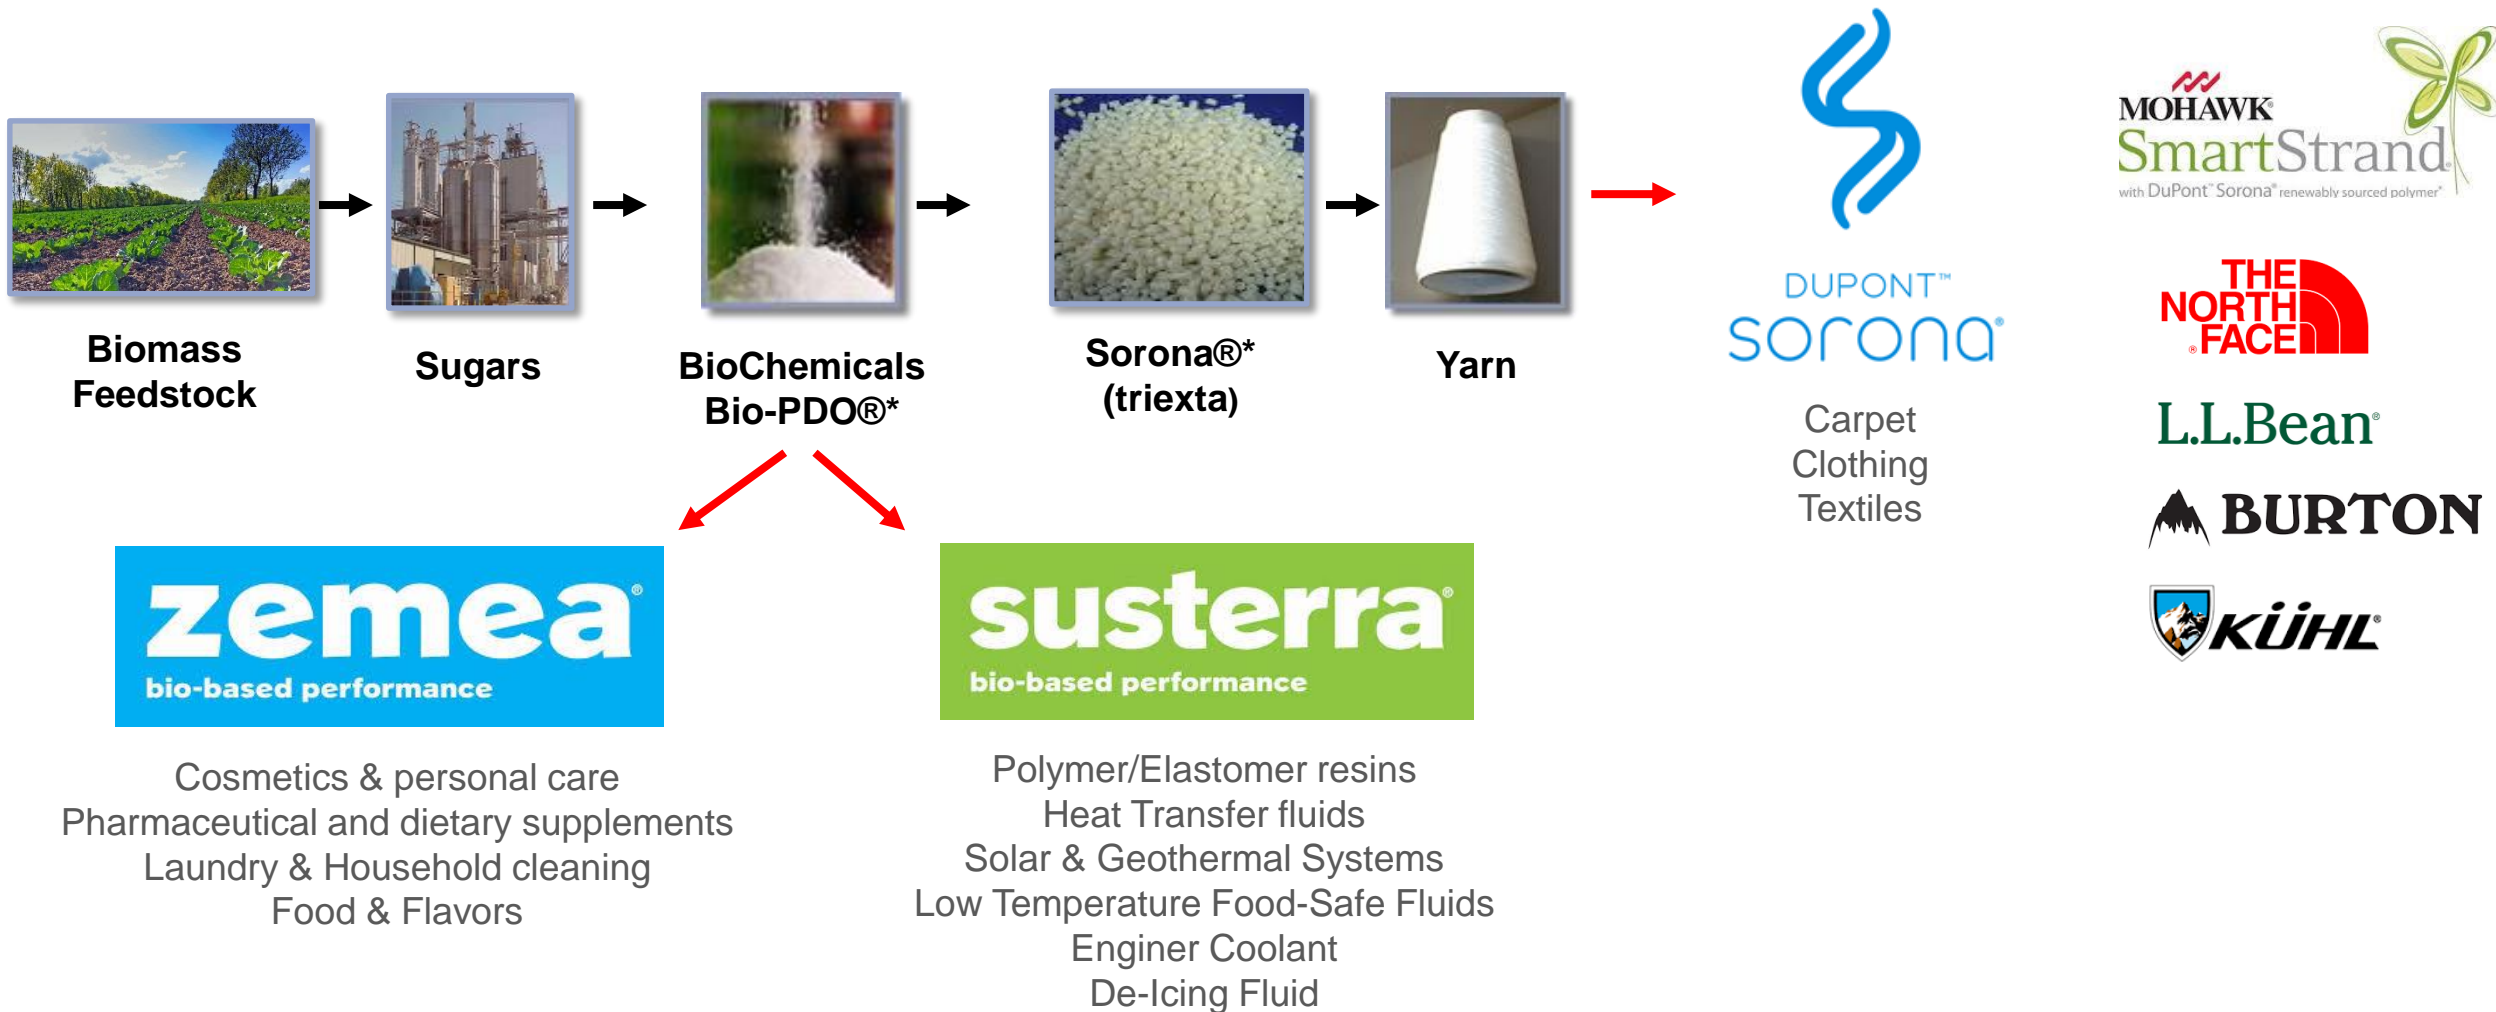 Biomass
Feedstock
Sugars
BioChemicals
Bio-PDO®*
Sorona®*
(triexta)
Yarn
DUPONT™
sorona®
Carpet
Clothing
Textiles
MOHAWK®
SmartStrand®
with DuPont™ Sorona® renewably sourced polymer*
THE
NORTH
®FACE
L.L.Bean®
BURTON
KÜHL®
zemea®
bio-based performance
Cosmetics & personal care
Pharmaceutical and dietary supplements
Laundry & Household cleaning
Food & Flavors
susterra®
bio-based performance
Polymer/Elastomer resins
Heat Transfer fluids
Solar & Geothermal Systems
Low Temperature Food-Safe Fluids
Enginer Coolant
De-Icing Fluid